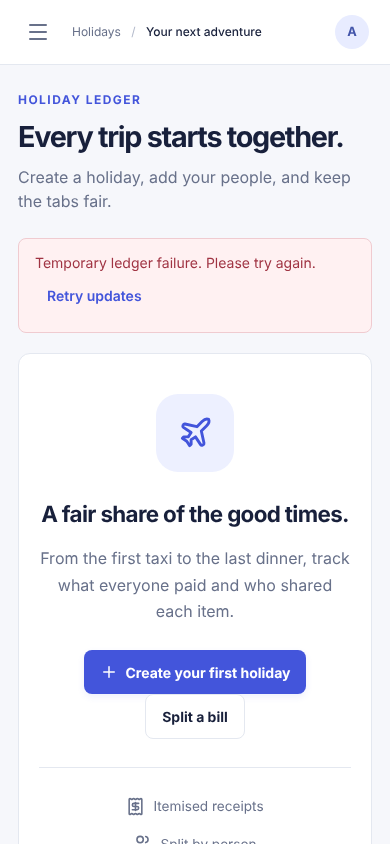 Holidays / Your next adventure
A
HOLIDAY LEDGER
Every trip starts together.
Create a holiday, add your people, and keep
the tabs fair.
Temporary ledger failure. Please try again.
Retry updates
A fair share of the good times.
From the first taxi to the last dinner, track
what everyone paid and who shared
each item.
Create your first holiday
Split a bill
Itemised receipts
Split by person